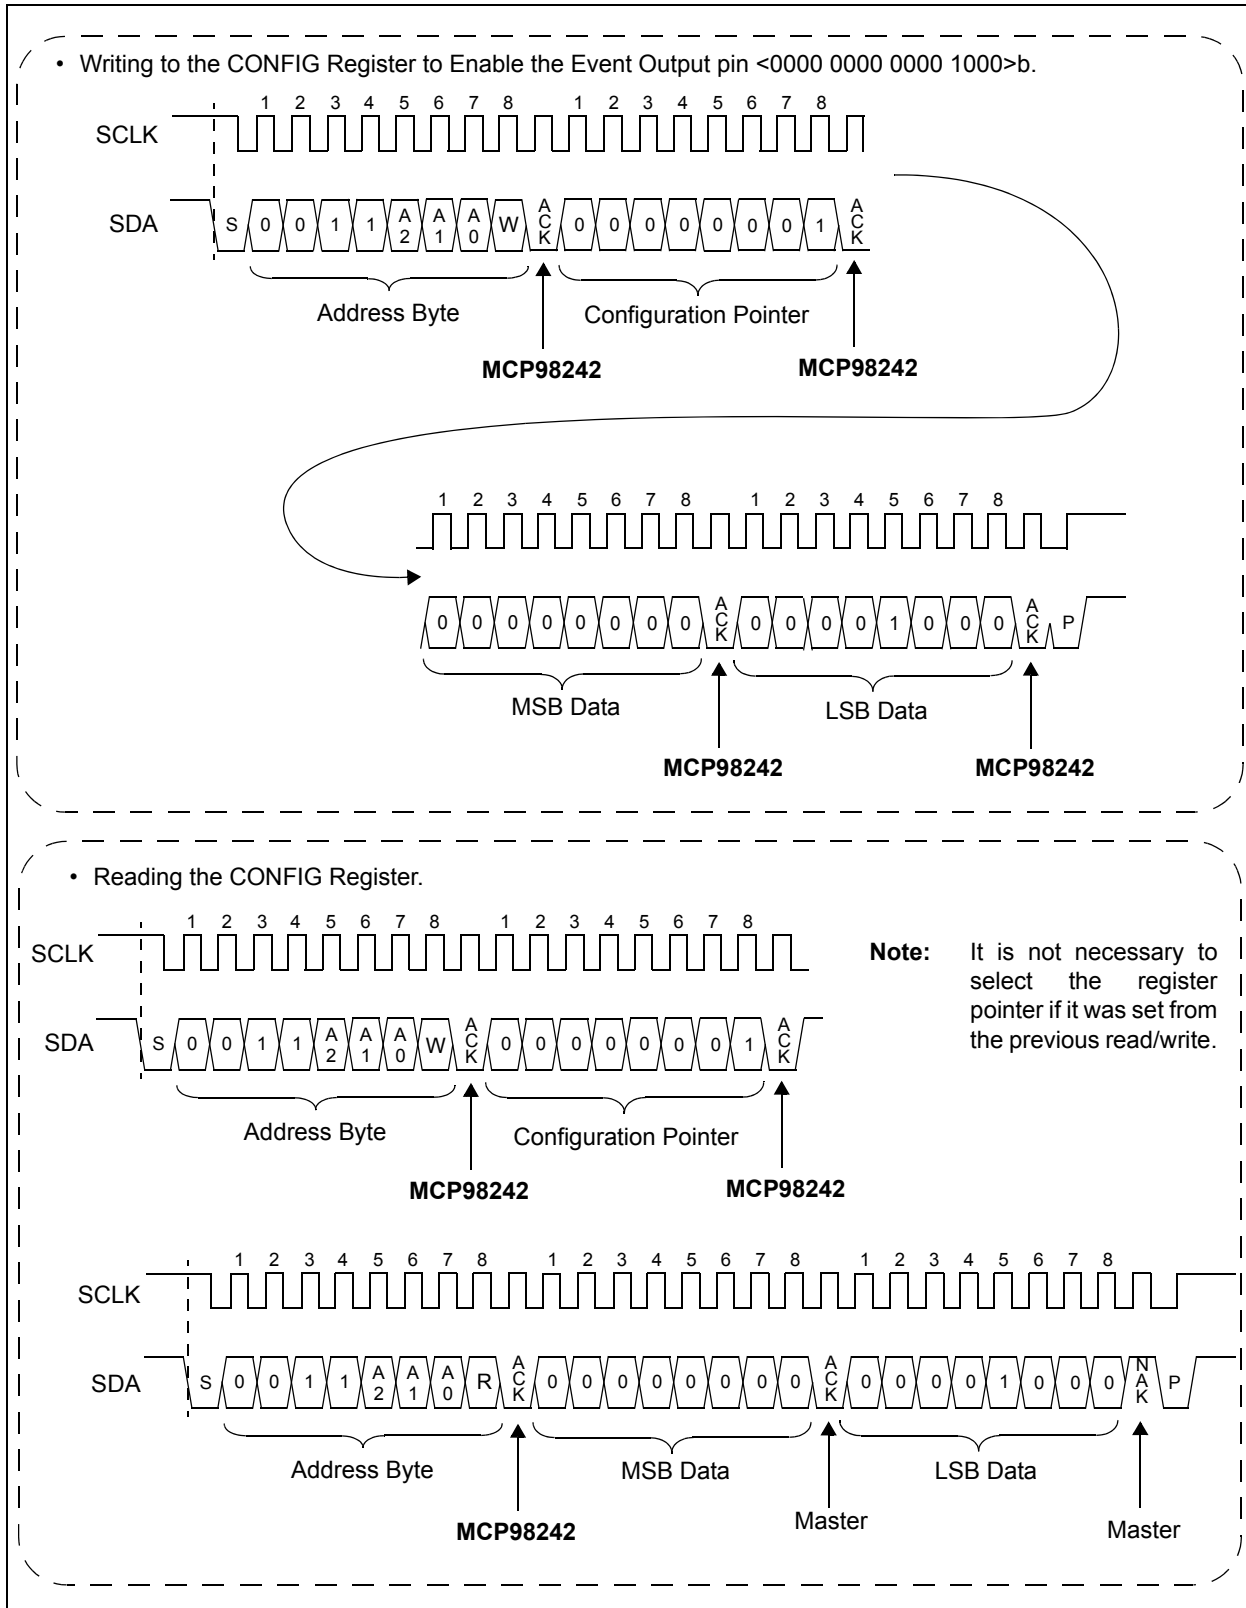 • Writing to the CONFIG Register to Enable the Event Output pin <0000 0000 0000 1000>b.
1 2 3 4 5 6 7 8 1 2 3 4 5 6 7 8
SCLK
SDA S 0 0 1 1 A2 A1 A0 W ACK 0 0 0 0 0 0 0 1 ACK
Address Byte Configuration Pointer
MCP98242 MCP98242
1 2 3 4 5 6 7 8 1 2 3 4 5 6 7 8
0 0 0 0 0 0 0 0 ACK 0 0 0 0 1 0 0 0 ACK P
MSB Data LSB Data
MCP98242 MCP98242
• Reading the CONFIG Register.
1 2 3 4 5 6 7 8 1 2 3 4 5 6 7 8
SCLK
Note: It is not necessary to
select the register
pointer if it was set from
the previous read/write.
SDA S 0 0 1 1 A2 A1 A0 W ACK 0 0 0 0 0 0 0 1 ACK
Address Byte Configuration Pointer
MCP98242 MCP98242
1 2 3 4 5 6 7 8 1 2 3 4 5 6 7 8 1 2 3 4 5 6 7 8
SCLK
SDA S 0 0 1 1 A2 A1 A0 R ACK 0 0 0 0 0 0 0 0 ACK 0 0 0 0 1 0 0 0 NAK P
Address Byte MSB Data LSB Data
MCP98242 Master Master